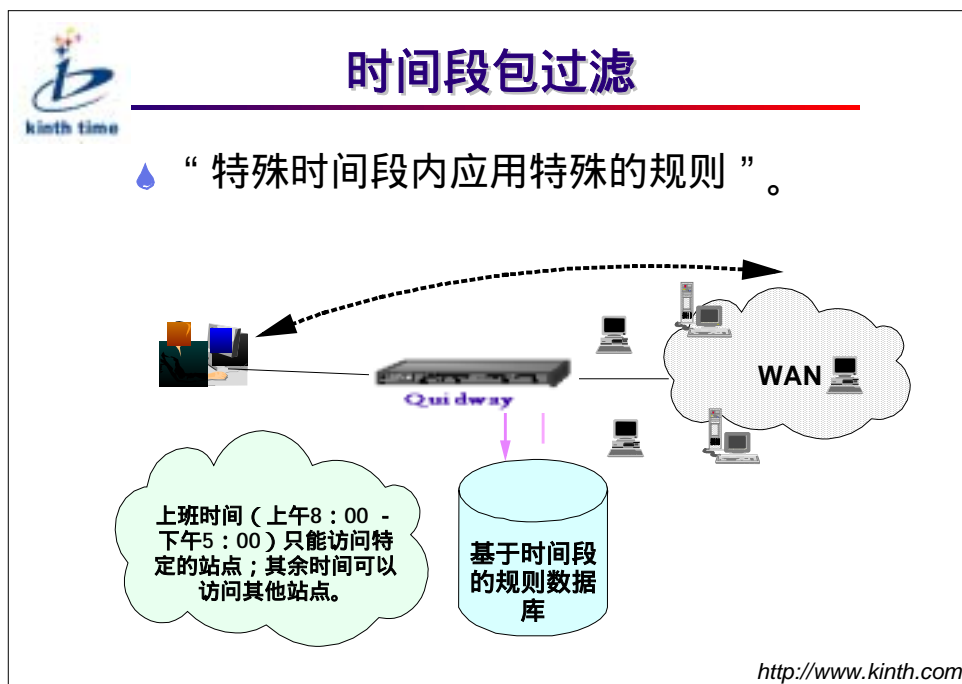 时间段包过滤
kinth time
“特殊时间段内应用特殊的规则”。
WAN
Quidway
上班时间（上午8：00 -
下午5：00）只能访问特
定的站点；其余时间可以
访问其他站点。
基于时间段
的规则数据
库
http://www.kinth.com